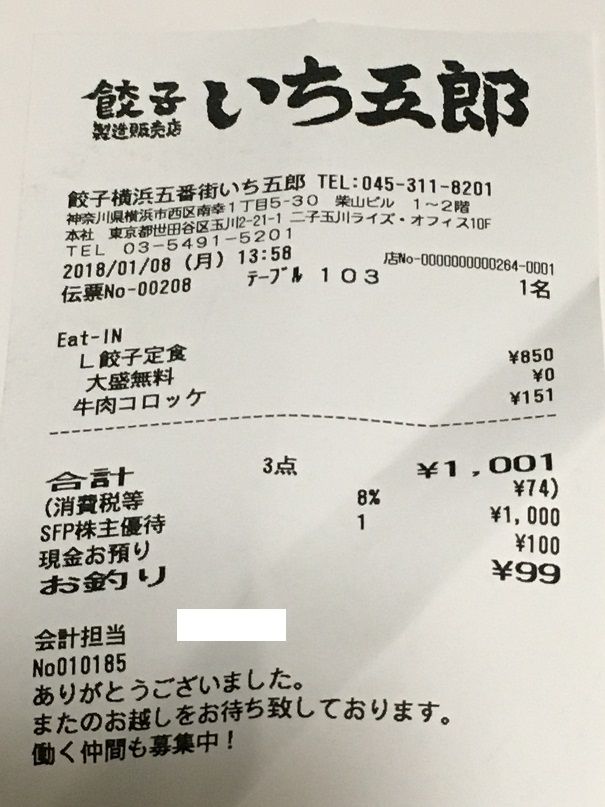 餃子 製造販売店 いち五郎
餃子横浜五番街いち五郎 TEL:045-311-8201
神奈川県横浜市西区南幸1丁目5-30 柴山ビル 1~2階
本社 東京都世田谷区玉川2-21-1 二子玉川ライズ・オフィス10F
TEL 03-5491-5201
2018/01/08 (月) 13:58 店No-0000000000264-0001
伝票No-00208 テーブル 103 1名
Eat-IN
L餃子定食 ¥850
大盛無料 ¥0
牛肉コロッケ ¥151
合計 3点 ¥1,001
(消費税等 8% ¥74)
SFP株主優待 1 ¥1,000
現金お預り ¥100
お釣り ¥99
会計担当
No010185
ありがとうございました。
またのお越しをお待ち致しております。
働く仲間も募集中!